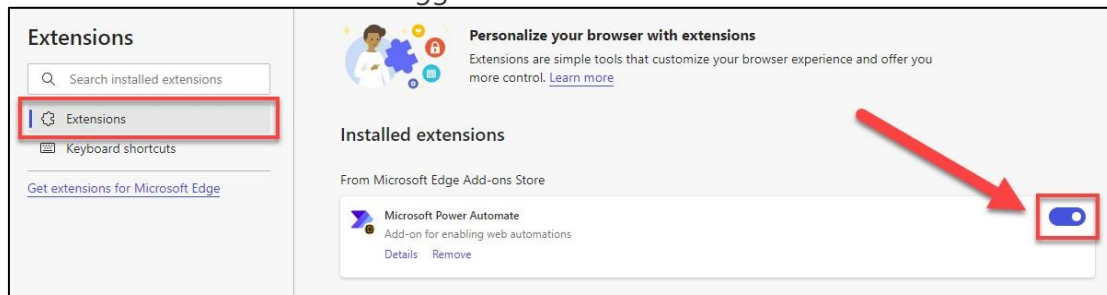 Extensions
Search installed extensions
Extensions
Keyboard shortcuts
Get extensions for Microsoft Edge
Personalize your browser with extensions
Extensions are simple tools that customize your browser experience and offer you
more control. Learn more
Installed extensions
From Microsoft Edge Add-ons Store
Microsoft Power Automate
Add-on for enabling web automations
Details Remove